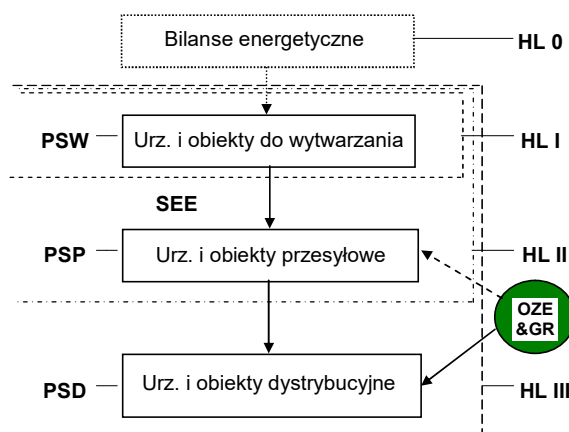 Bilanse energetyczne
HL 0
PSW
Urz. i obiekty do wytwarzania
HL I
SEE
PSP
Urz. i obiekty przesyłowe
HL II
OZE
&GR
PSD
Urz. i obiekty dystrybucyjne
HL III